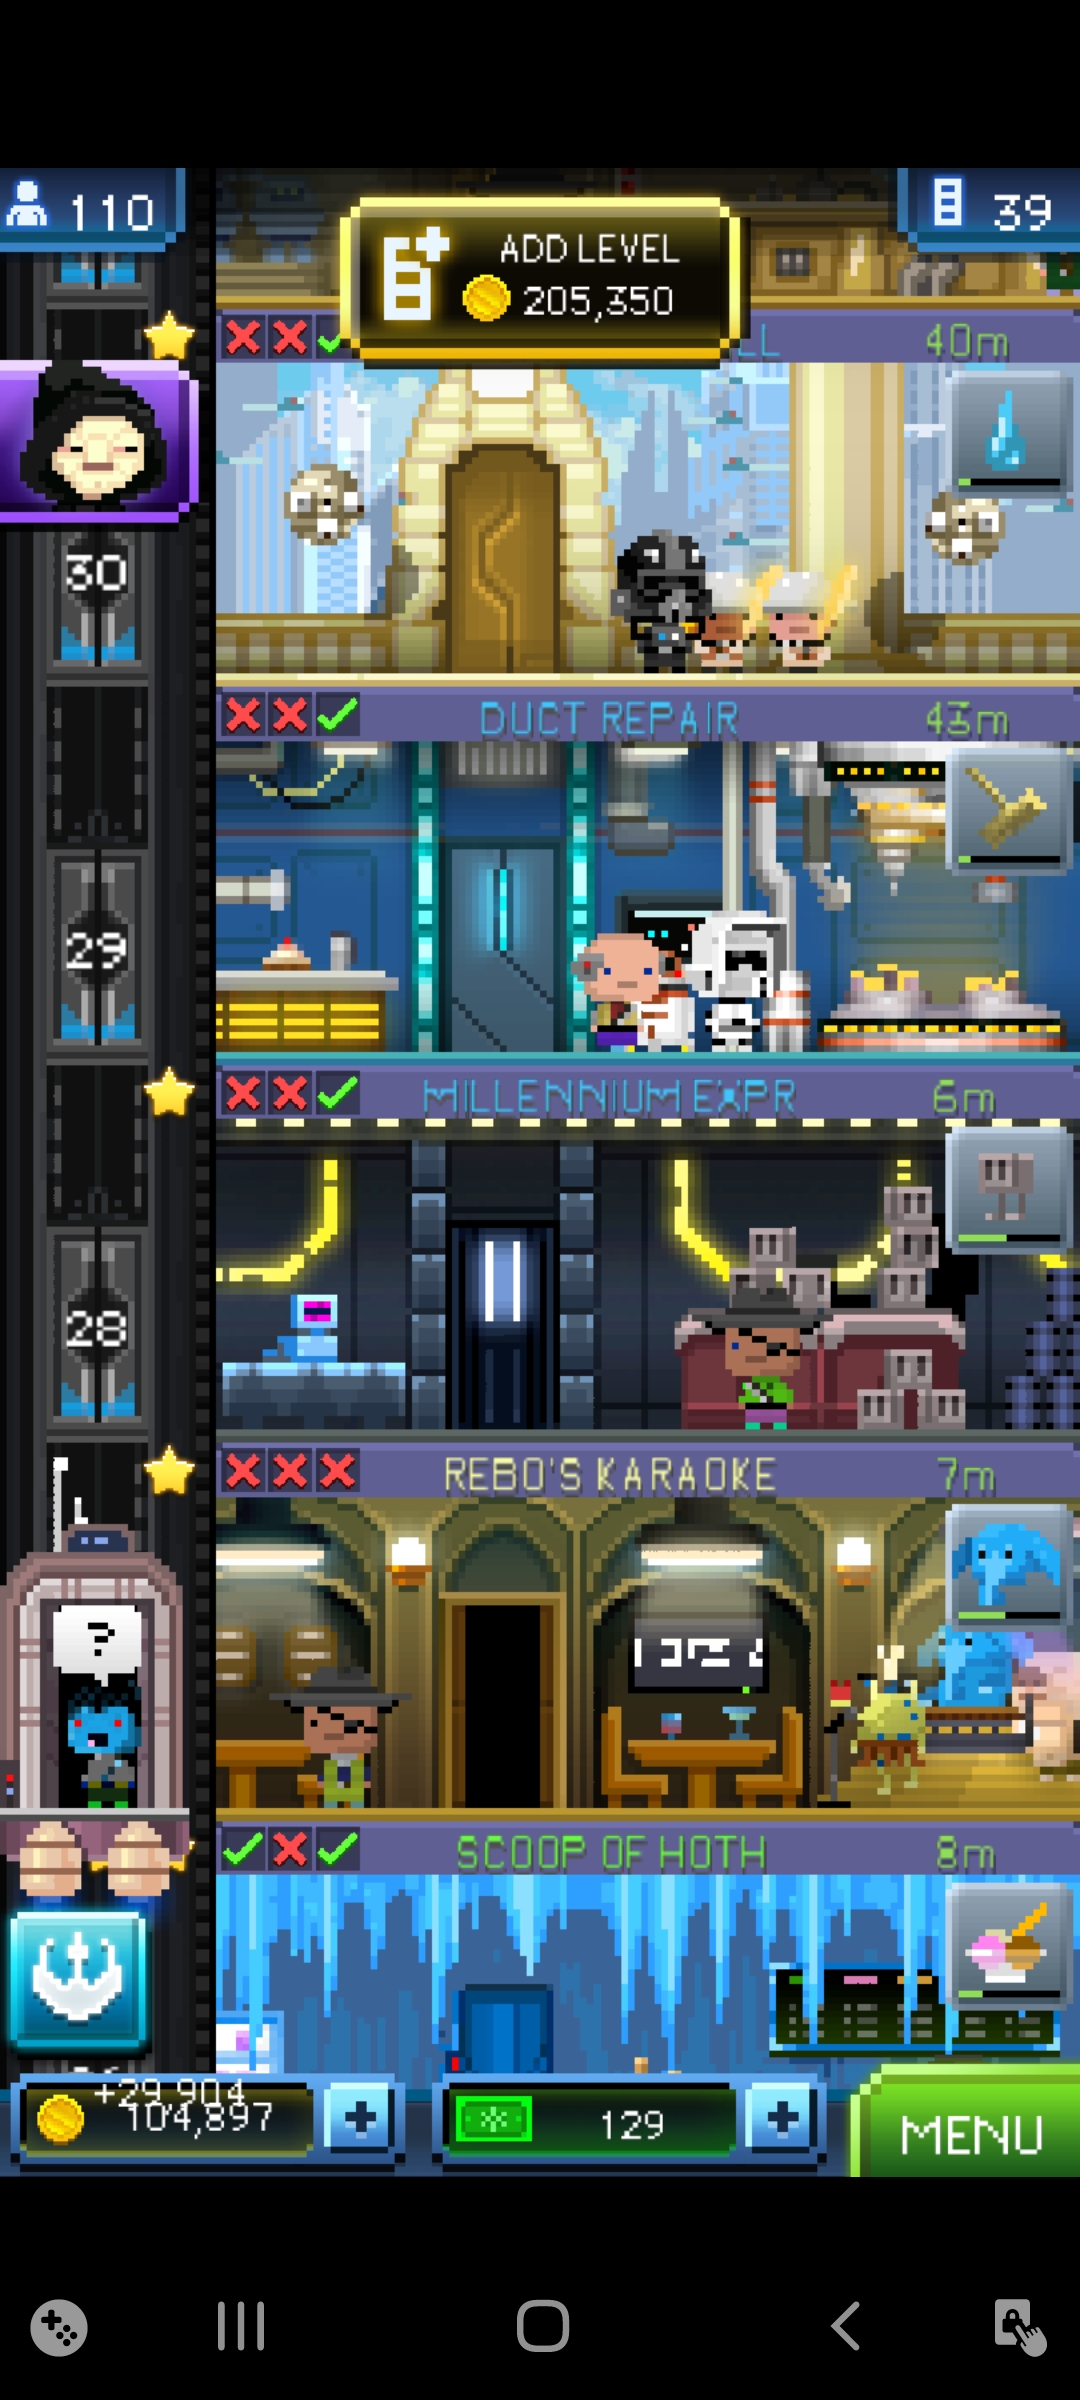 110
39
ADD LEVEL
205,350
LL
40m
30
DUCT REPAIR
43m
29
MILLENNIUM EXPR
6m
28
REBO'S KARAOKE
7m
?
SCOOP OF HOTH
8m
+29,904
104,897
129
MENU